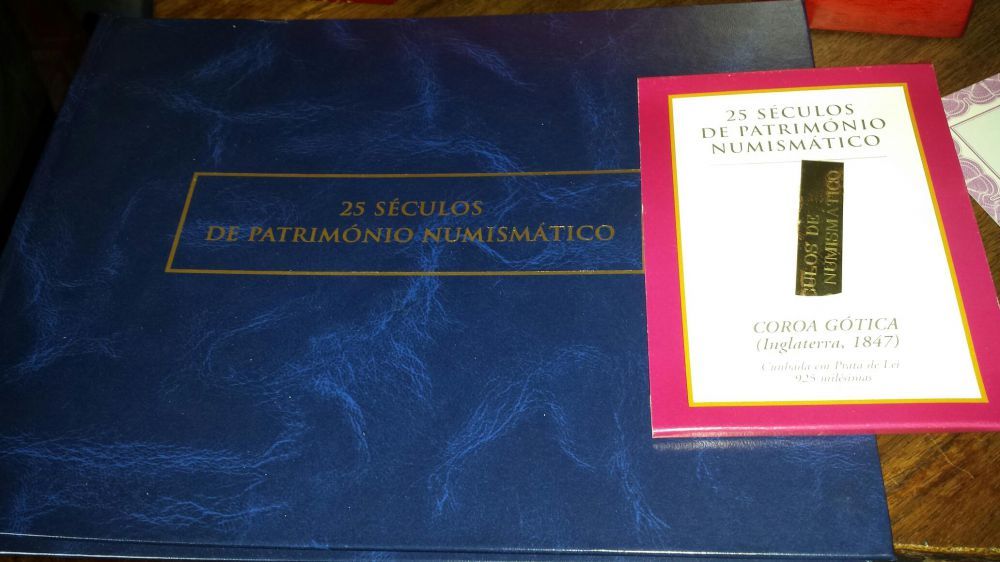 25 SÉCULOS
DE PATRIMÓNIO NUMISMÁTICO
25 SÉCULOS
DE PATRIMÓNIO
NUMISMÁTICO
CULOS DE
NUMISMÁTICO
COROA GÓTICA
(Inglaterra, 1847)
Cunhada em Prata de Lei
925 milésimas